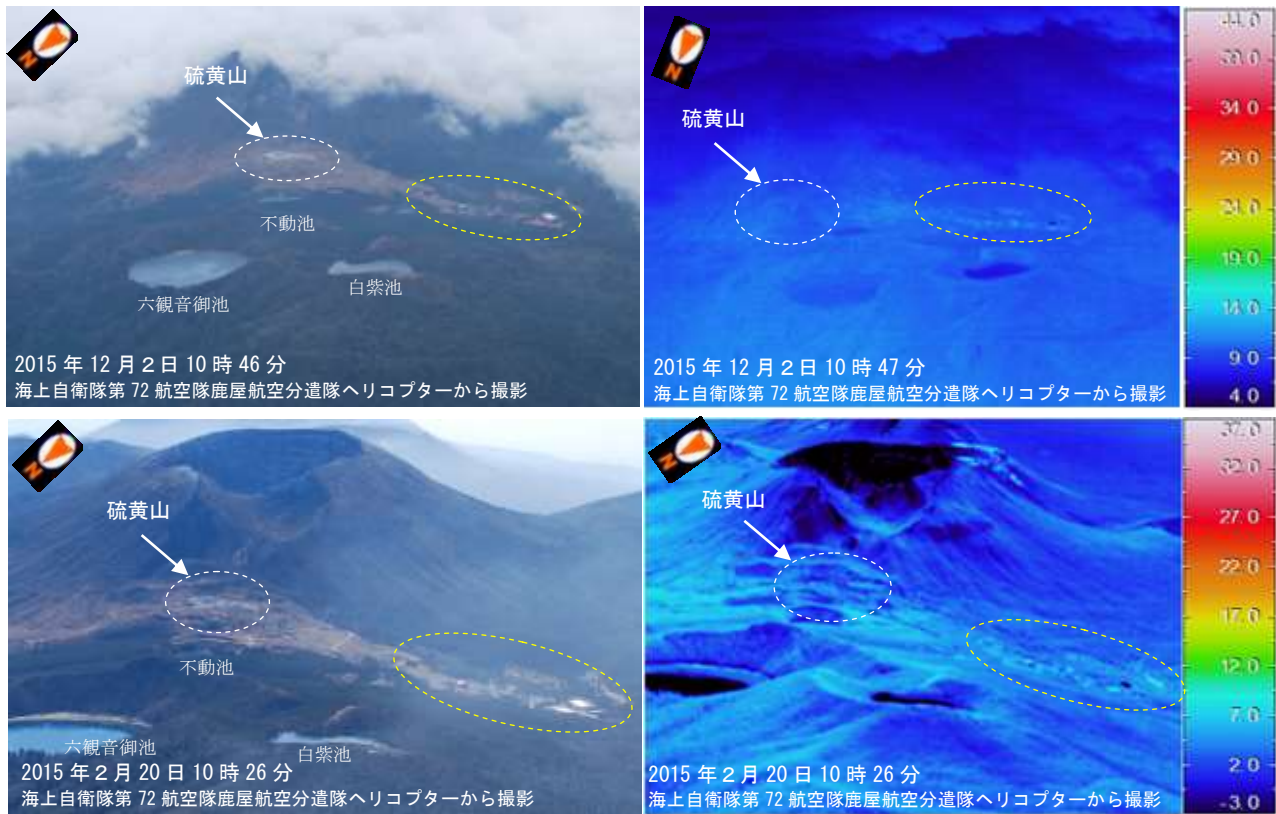 N
硫黄山
不動池
六観音御池
白紫池
2015 年 12 月 2 日 10 時 46 分
海上自衛隊第 72 航空隊鹿屋航空分遣隊ヘリコプターから撮影
N
硫黄山
2015 年 12 月 2 日 10 時 47 分
海上自衛隊第 72 航空隊鹿屋航空分遣隊ヘリコプターから撮影
44.0
39.0
34.0
29.0
24.0
19.0
14.0
9.0
4.0
N
硫黄山
不動池
六観音御池
白紫池
2015 年 2 月 20 日 10 時 26 分
海上自衛隊第 72 航空隊鹿屋航空分遣隊ヘリコプターから撮影
N
硫黄山
2015 年 2 月 20 日 10 時 26 分
海上自衛隊第 72 航空隊鹿屋航空分遣隊ヘリコプターから撮影
37.0
32.0
27.0
22.0
17.0
12.0
7.0
2.0
-3.0